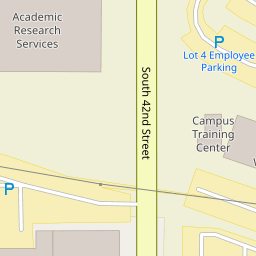 Academic
Research
Services
P
Lot 4 Employee
Parking
South 42nd Street
Campus
Training
Center
P